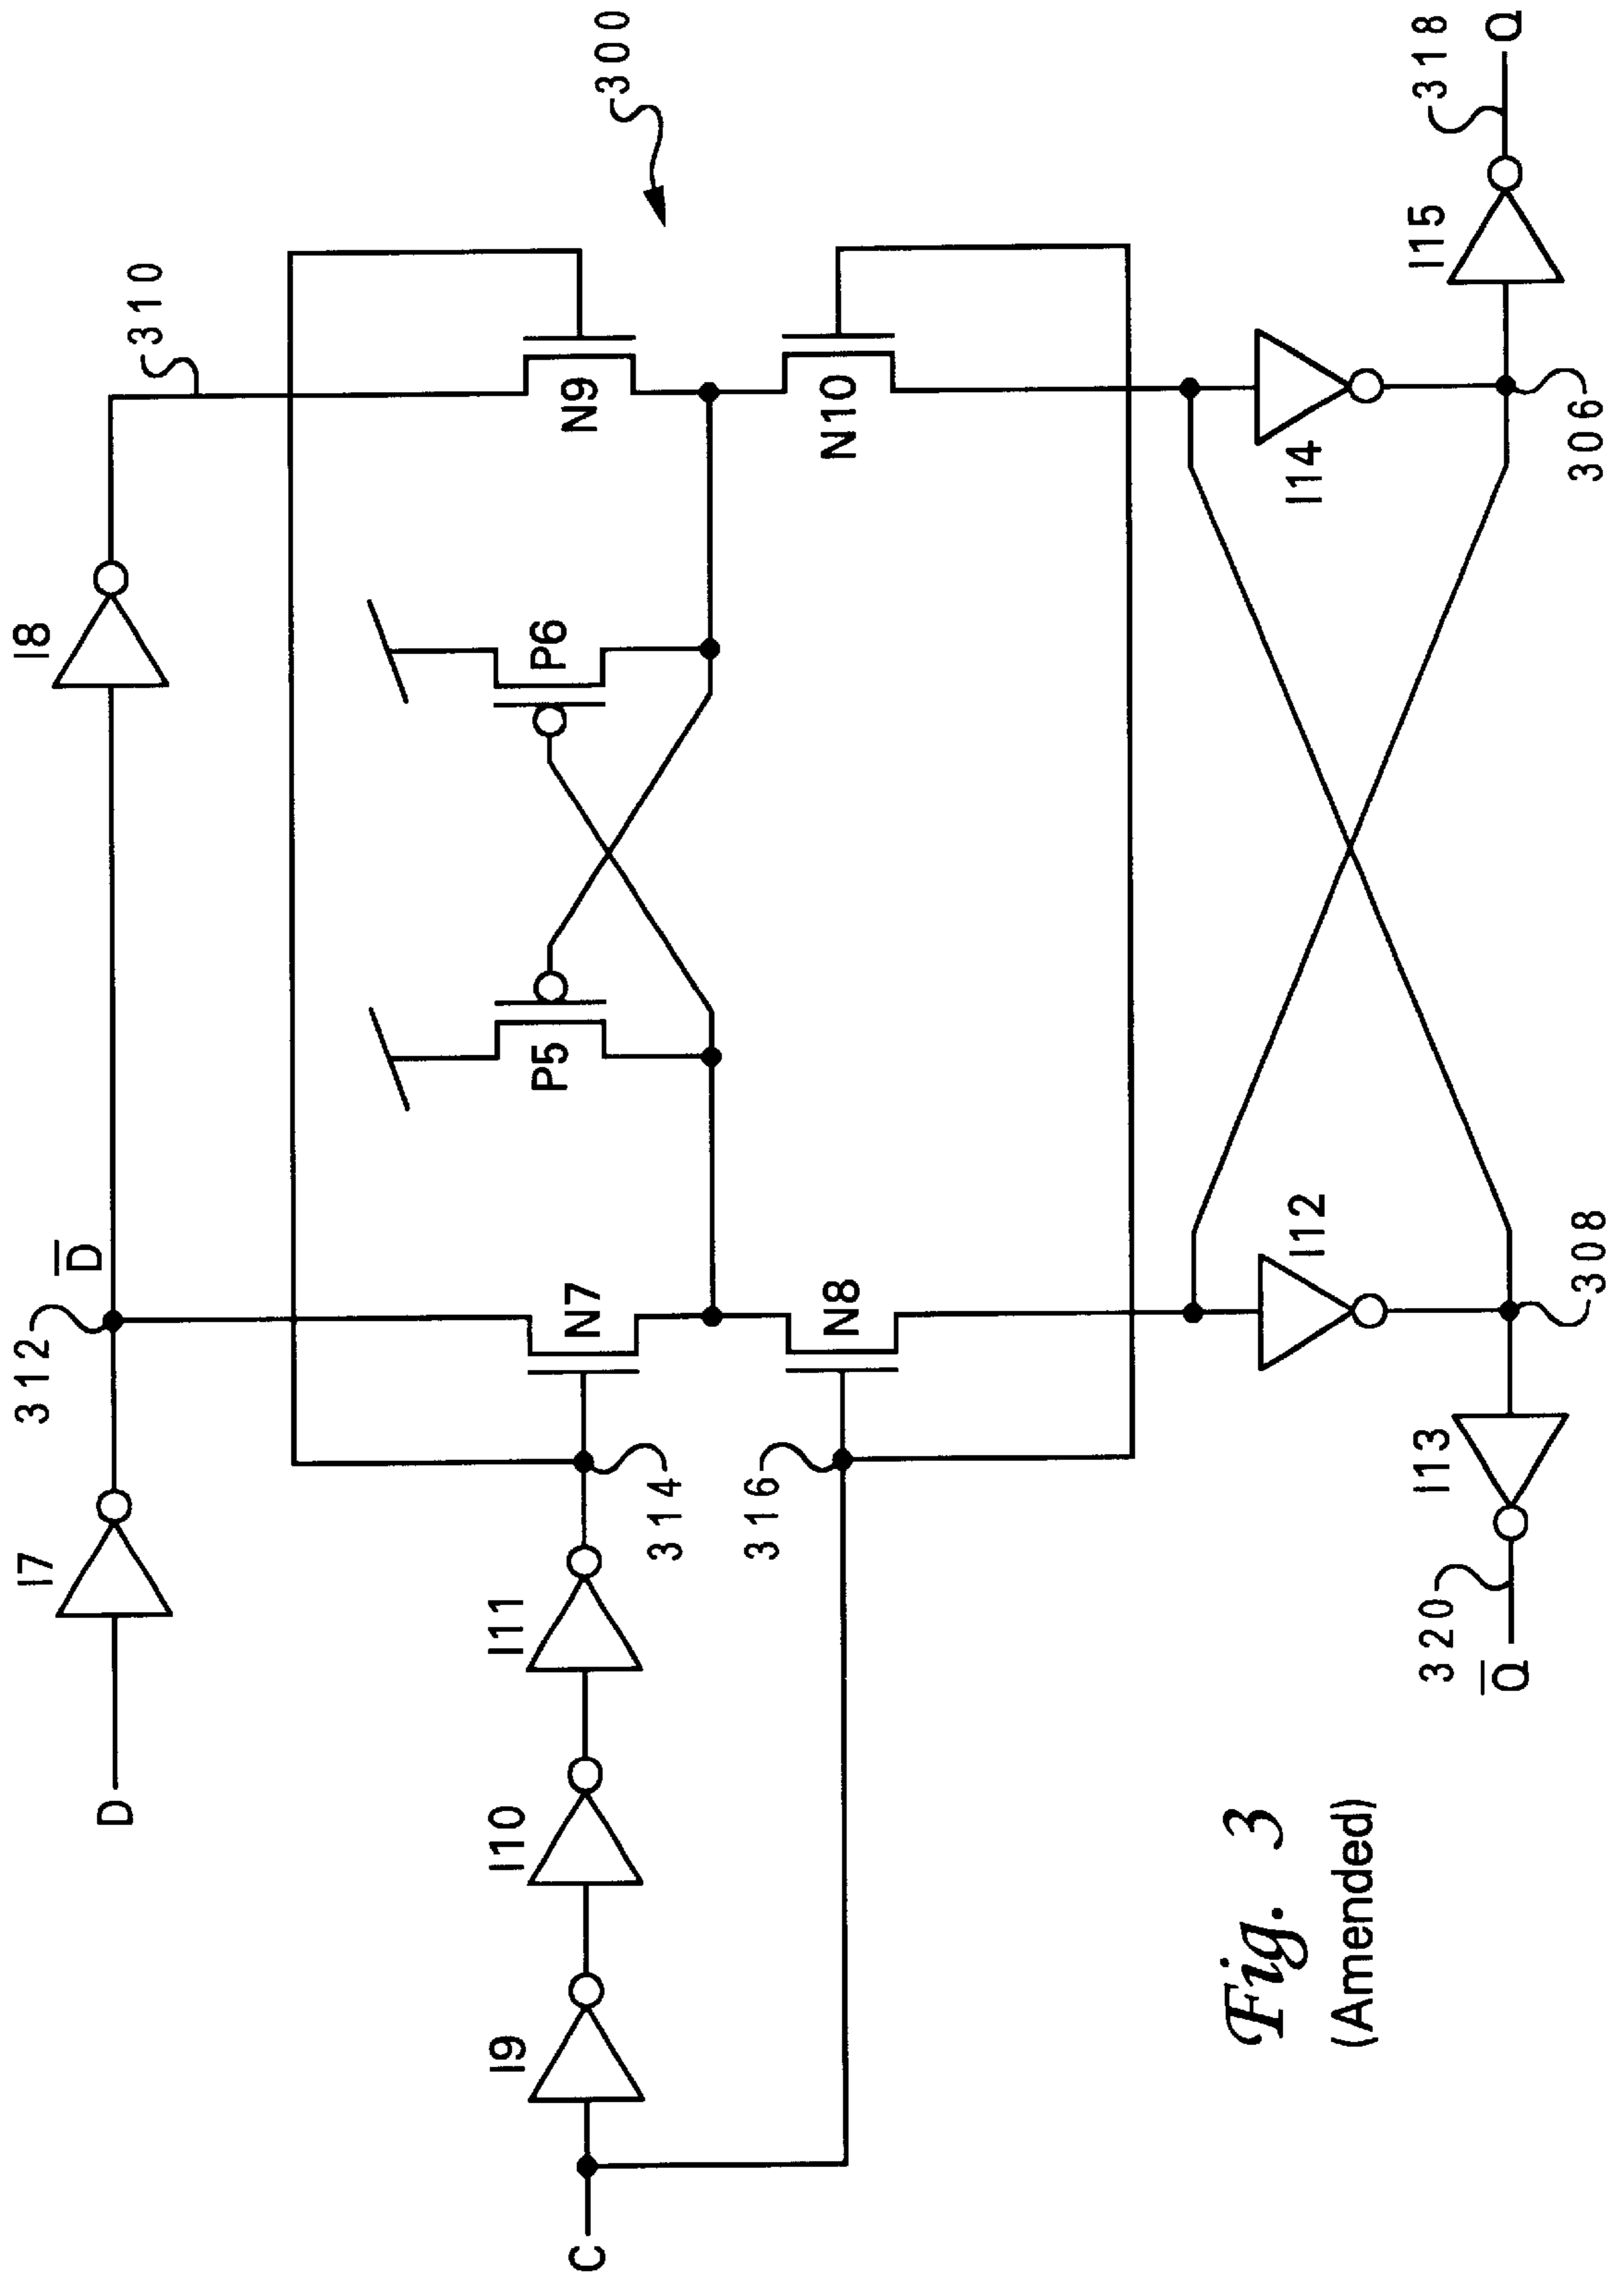 300
310
I8
P6
N9
N10
I14
I15
318
Q
306
312
D
P5
N7
N8
I12
308
I7
D
314
316
I13
320
Q
I11
I10
I9
C
Fig. 3
(Amended)